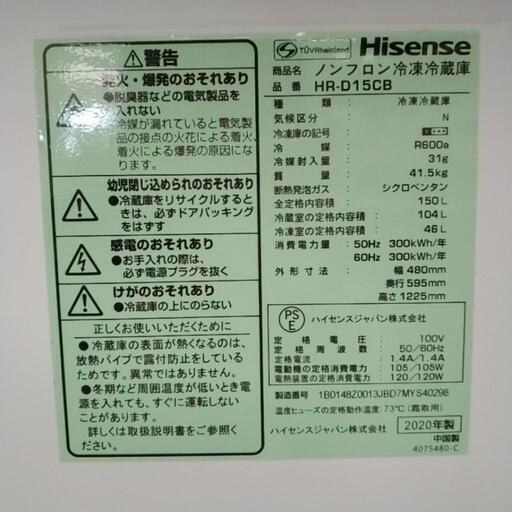 警告
発火・爆発のおそれあり
●脱臭器などの電気製品を
入れない
冷媒が漏れていると電気製
品の接点の火花による着火、
着火による爆発の原因にな
ります。
幼児閉じ込められのおそれあり
●冷蔵庫をリサイクルすると
きは、必ずドアパッキング
をはずす
感電のおそれあり
●お手入れの際は、
必ず電源プラグを抜く
けがのおそれあり
●冷蔵庫の上にのらない
正しくお使いいただくために
●冷蔵庫の表面が熱くなるのは、
放熱パイプで露付防止をしている
ためです。異常ではありません。
●冬期など周囲温度が低いときに
入れても、すぐに運転しない
ことがあります。
詳しくは取扱説明書をご参照ください。
TÜVRheinland
Hisense
商品名 ノンフロン冷凍冷蔵庫
品番 HR-D15CB
種類:冷凍冷蔵庫
気候区分:N
冷凍庫の記号:
冷媒:R600a
冷媒封入量:31g
質量:41.5kg
断熱発泡ガス:シクロペンタン
全定格内容積:150L
冷蔵室の定格内容積:104L
冷凍室の定格内容積:46L
消費電力量:50Hz 300kWh/年
60Hz 300kWh/年
外形寸法:幅 480mm
奥行 595mm
高さ 1225mm
PS
E
ハイセンスジャパン株式会社
定格電圧:100V
定格周波数:50/60Hz
定格電流:1.4A/1.4A
電動機の定格消費電力:105/105W
電熱装置の定格消費電力:120/120W
製造番号 1B0148Z0013JBD7MYS40298
温度ヒューズの定格動作温度:73℃(霜取用)
ハイセンスジャパン株式会社
2020年製
中国製
4075480-C